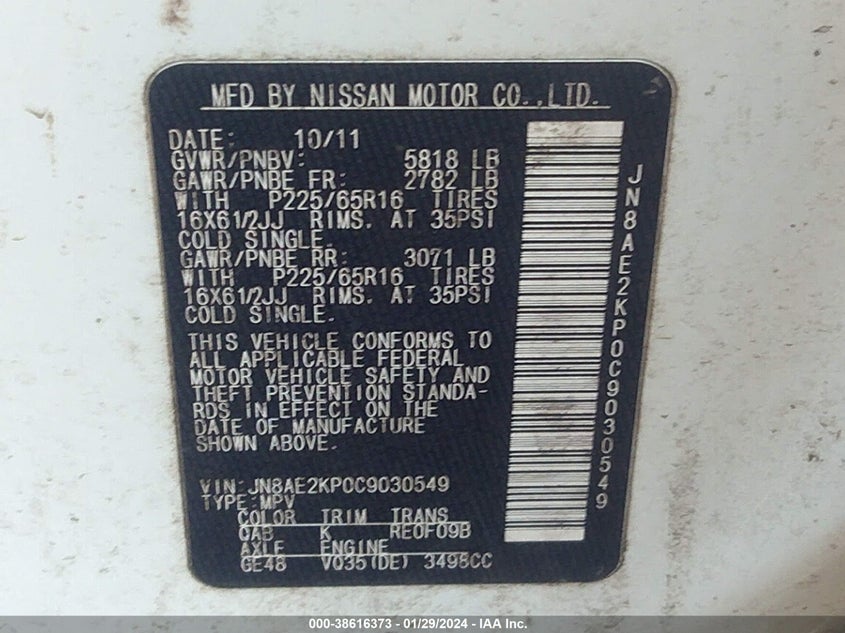 MFD BY NISSAN MOTOR CO.,LTD.
DATE: 10/11
GVWR/PNBV: 5818 LB
GAWR/PNBE FR: 2782 LB
WITH P225/65R16 TIRES
16X61/2JJ RIMS. AT 35PSI
COLD SINGLE.
GAWR/PNBE RR: 3071 LB
WITH P225/65R16 TIRES
16X61/2JJ RIMS. AT 35PSI
COLD SINGLE.
THIS VEHICLE CONFORMS TO
ALL APPLICABLE FEDERAL
MOTOR VEHICLE SAFETY AND
THEFT PREVENTION STANDA-
RDS IN EFFECT ON THE
DATE OF MANUFACTURE
SHOWN ABOVE.
VIN:JN8AE2KP0C9030549
TYPE:MPV
COLOR TRIM TRANS
QAB K RE0F09B
AXLE ENGINE
GE48 VQ35(DE) 3498CC
JN8AE2KP0C9030549
000-38616373 - 01/29/2024 - IAA Inc.